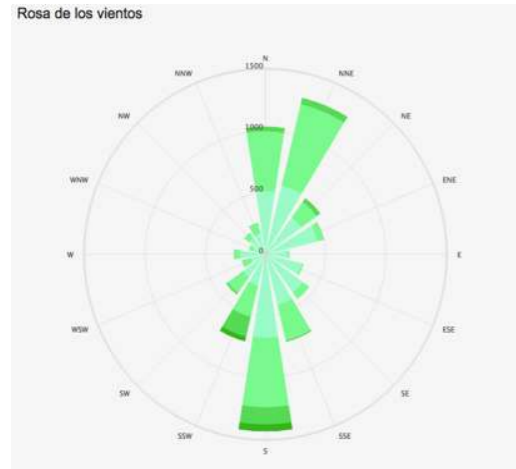 Rosa de los vientos
N
1500
NNW
NNE
NW
1000
NE
WNW
500
ENE
W
0
E
WSW
ESE
SW
SE
SSW
SSE
S